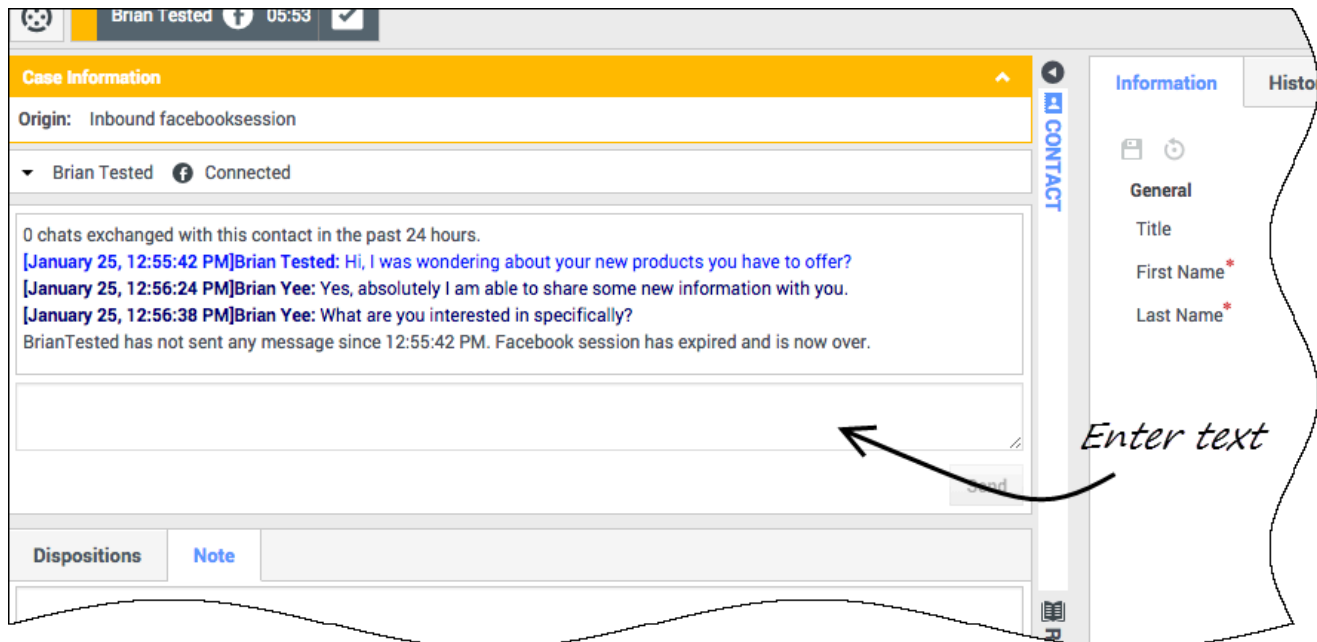 Brian Tested 05:53
Case Information
Origin: Inbound facebooksession
Brian Tested Connected
0 chats exchanged with this contact in the past 24 hours.
[January 25, 12:55:42 PM]Brian Tested: Hi, I was wondering about your new products you have to offer?
[January 25, 12:56:24 PM]Brian Yee: Yes, absolutely I am able to share some new information with you.
[January 25, 12:56:38 PM]Brian Yee: What are you interested in specifically?
BrianTested has not sent any message since 12:55:42 PM. Facebook session has expired and is now over.
Send
Dispositions Note
CONTACT
Information Histo
General
Title
First Name*
Last Name*
Enter text